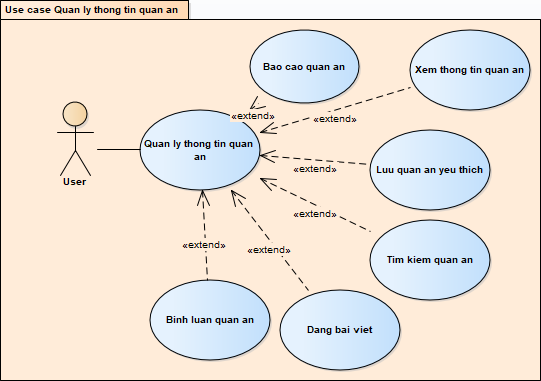 Use case Quan ly thong tin quan an
Bao cao quan an
Xem thong tin quan an
«extend»
«extend»
Quan ly thong tin quan
an
Luu quan an yeu thich
«extend»
User
«extend»
«extend»
«extend»
Tim kiem quan an
Binh luan quan an
Dang bai viet